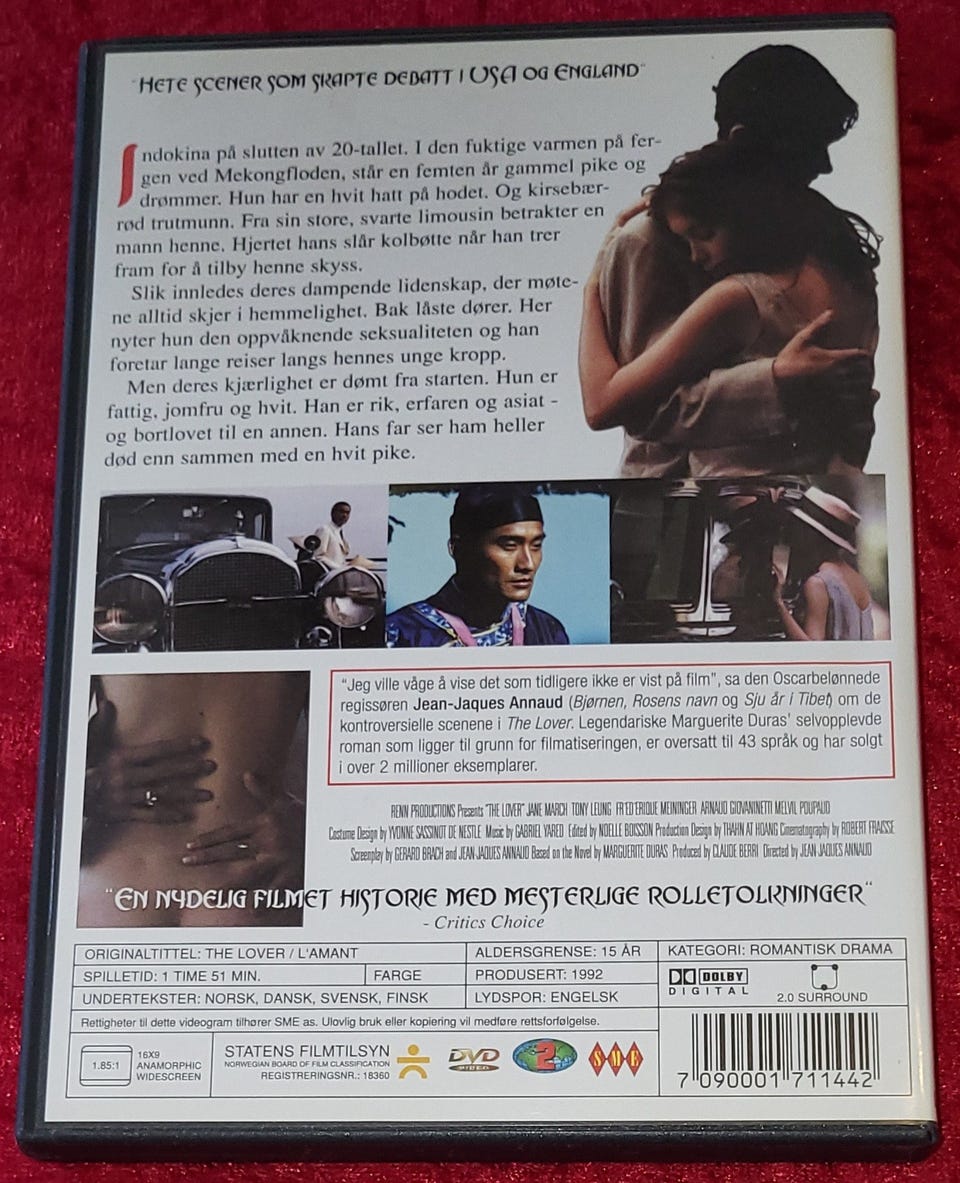 "HETE SCENER SOM SKAPTE DEBATT I USA OG ENGLAND"
Indokina på slutten av 20-tallet. I den fuktige varmen på fer-
gen ved Mekongfloden, står en femten år gammel pike og
drømmer. Hun har en hvit hatt på hodet. Og kirsebær-
rød trutmunn. Fra sin store, svarte limousin betrakter en
mann henne. Hjertet hans slår kolbøtte når han trer
fram for å tilby henne skyss.
Slik innledes deres dampende lidenskap, der møte-
ne alltid skjer i hemmelighet. Bak låste dører. Her
nyter hun den oppvåknende seksualiteten og han
foretar lange reiser langs hennes unge kropp.
Men deres kjærlighet er dømt fra starten. Hun er
fattig, jomfru og hvit. Han er rik, erfaren og asiat -
og bortlovet til en annen. Hans far ser ham heller
død enn sammen med en hvit pike.
"Jeg ville våge å vise det som tidligere ikke er vist på film", sa den Oscarbelønnede
regissøren Jean-Jaques Annaud (Bjørnen, Rosens navn og Sju år i Tibet) om de
kontroversielle scenene i The Lover. Legendariske Marguerite Duras' selvopplevde
roman som ligger til grunn for filmatiseringen, er oversatt til 43 språk og har solgt
i over 2 millioner eksemplarer.
RENN PRODUCTIONS Presents "THE LOVER" JANE MARCH TONY LEUNG FREDERIQUE MEININGER ARNAUD GIOVANINETTI MELVIL POUPAUD
Costume Design by YVONNE SASSINOT DE NESTLE Music by GABRIEL YARED Edited by NOELLE BOISSON Production Design by THAHN AT HOANG Cinematography by ROBERT FRAISSE
Screenplay by GERARD BRACH and JEAN-JAQUES ANNAUD Based on the Novel by MARGUERITE DURAS Produced by CLAUDE BERRI Directed by JEAN-JAQUES ANNAUD
"EN NYDELIG FILMET HISTORIE MED MESTERLIGE ROLLETOLKNINGER"
- Critics Choice
ORIGINALTITTEL: THE LOVER / L'AMANT
ALDERSGRENSE: 15 ÅR
KATEGORI: ROMANTISK DRAMA
SPILLETID: 1 TIME 51 MIN.
FARGE
PRODUSERT: 1992
UNDERTEKSTER: NORSK, DANSK, SVENSK, FINSK
LYDSPOR: ENGELSK
DOLBY
DIGITAL
2.0 SURROUND
Rettigheter til dette videogram tilhører SME as. Ulovlig bruk eller kopiering vil medføre rettsforfølgelse.
1.85:1
16X9
ANAMORPHIC
WIDESCREEN
STATENS FILMTILSYN
NORWEGIAN BOARD OF FILM CLASSIFICATION
REGISTRERINGSNR.: 18360
DVD
VIDEO
2
SME
7 090001 711442